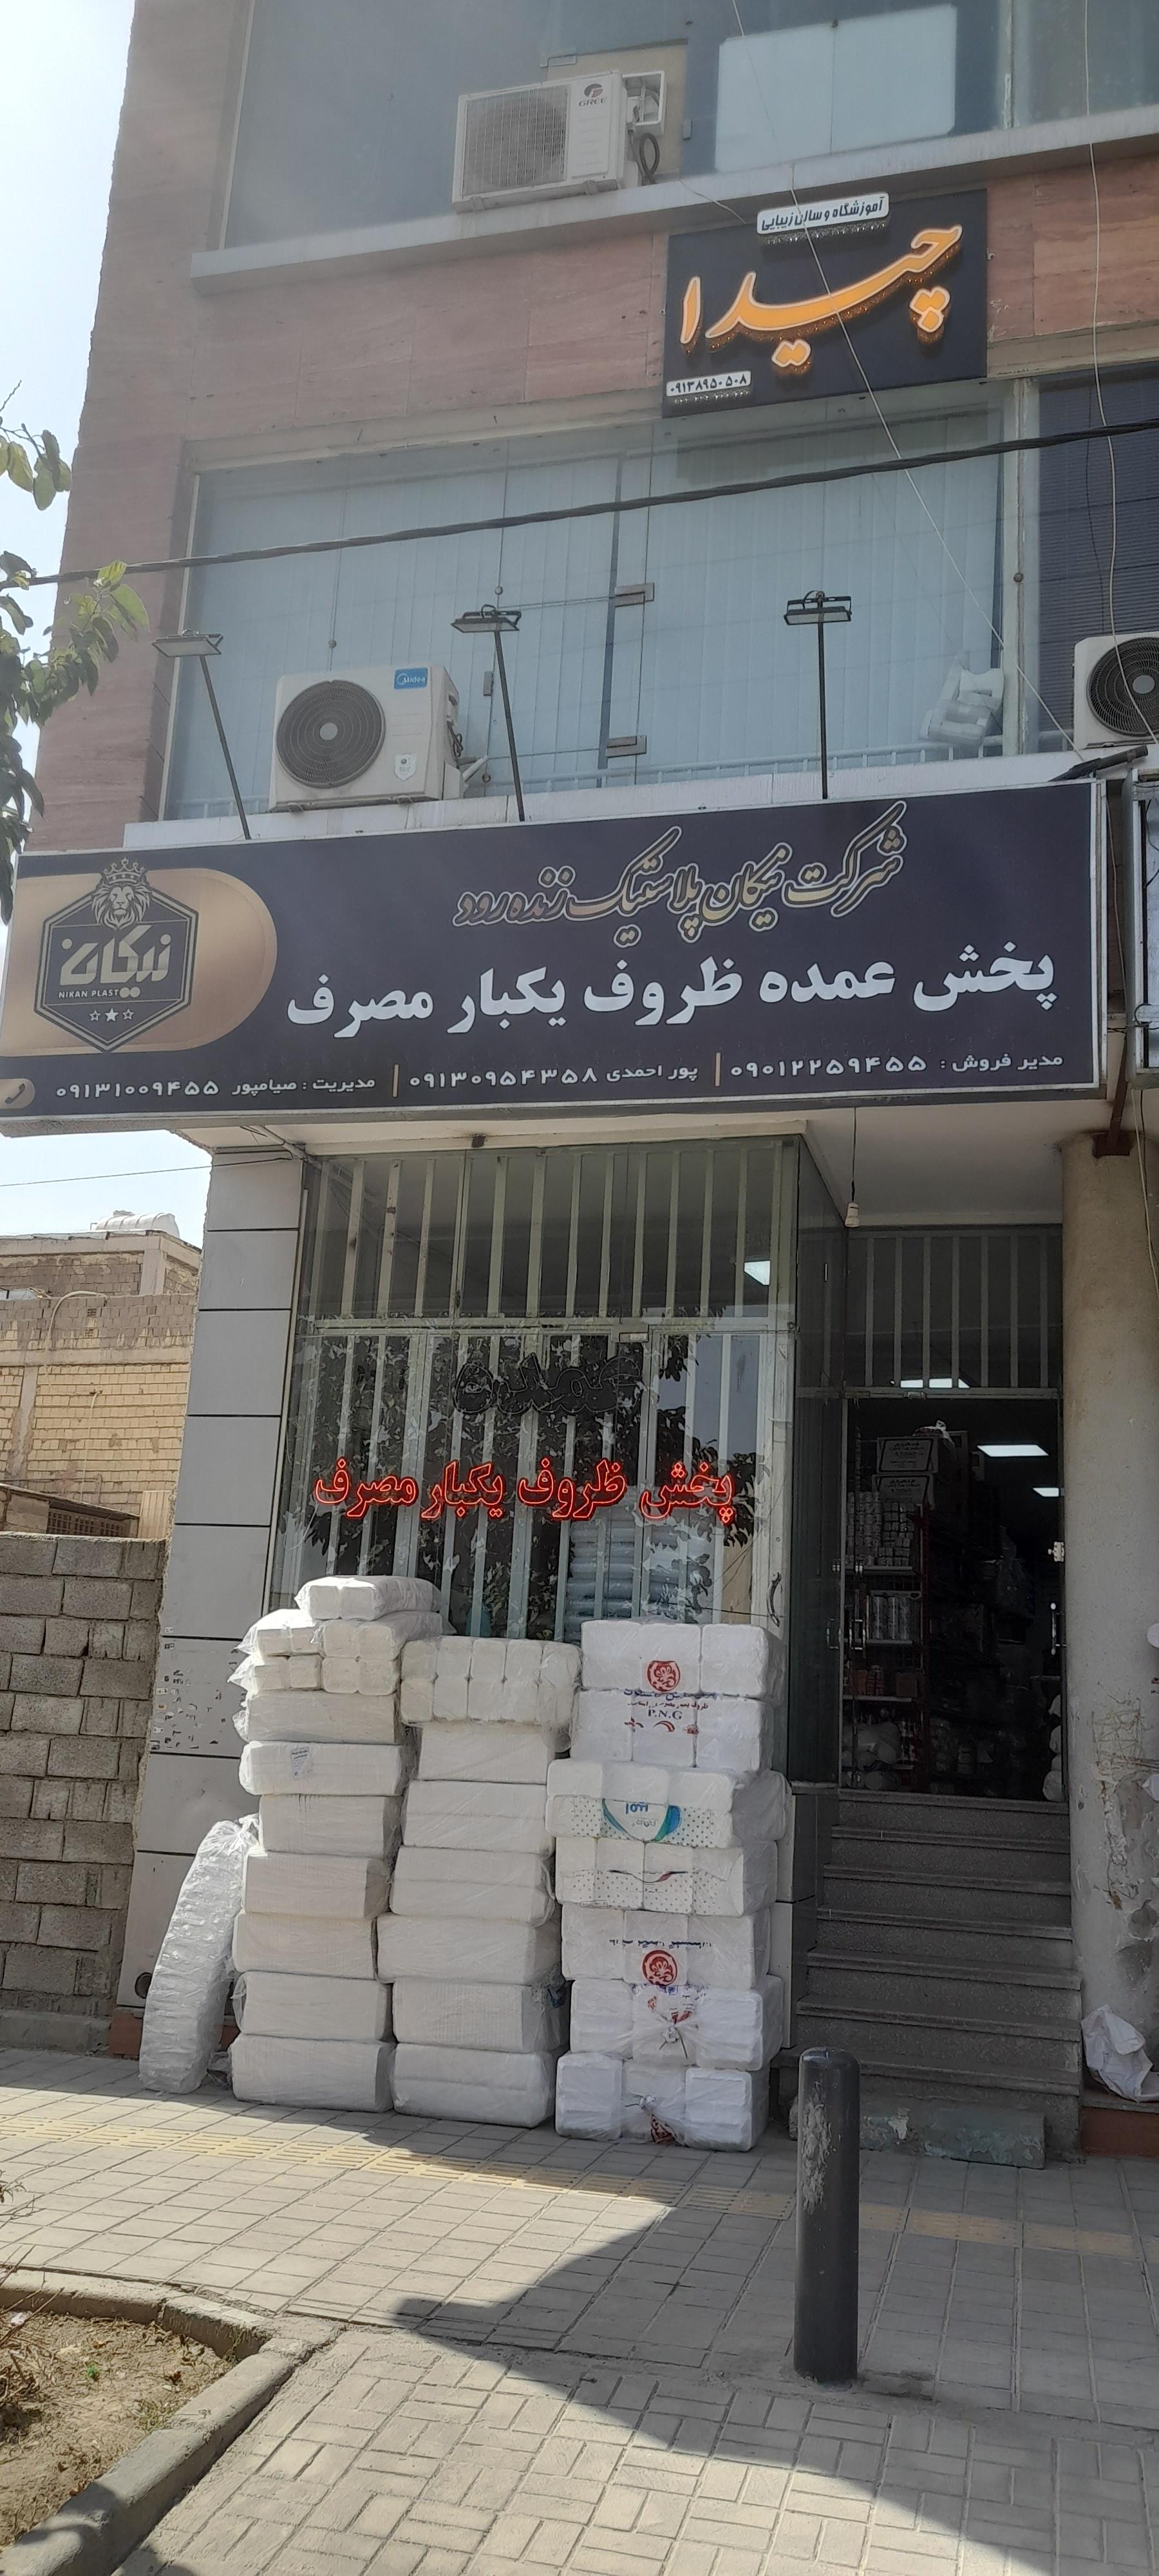 GREE
آموزشگاه و سالن زیبایی
چیدا
۰۹۱۳۸۹۵۰۵۰۸
Midea
شرکت نیکان پلاستیک زنده رود
نیکان
NIKAN PLAST
پخش عمده ظروف یکبار مصرف
مدیر فروش : ۰۹۰۱۲۲۵۹۴۵۵ | پور احمدی ۰۹۱۳۰۹۵۴۳۵۸ | مدیریت : صیامپور ۰۹۱۳۱۰۰۹۴۵۵
عمده
پخش ظروف یکبار مصرف
P.N.G